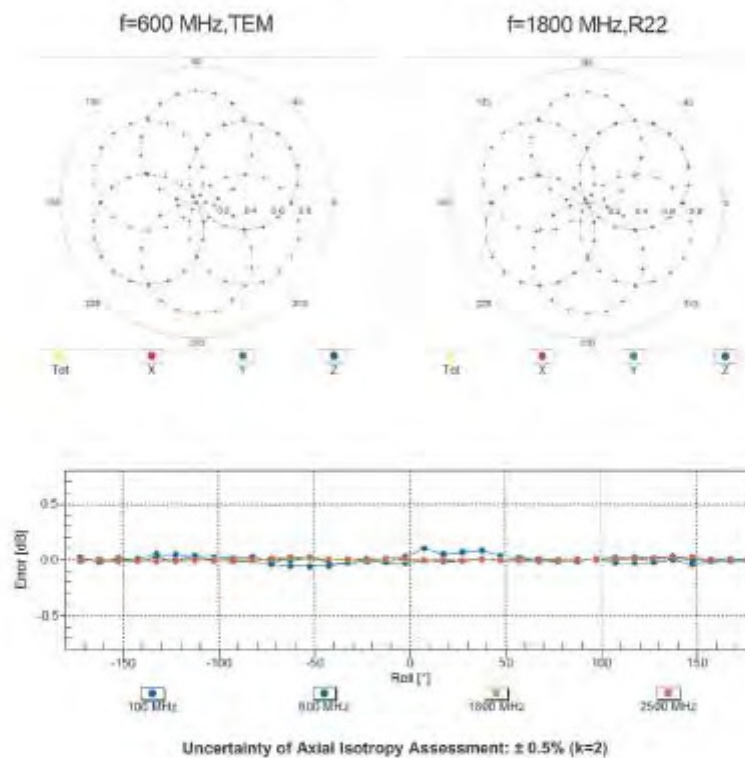 f=600 MHz,TEM
f=1800 MHz,R22
0
0
Tot X Y Z
Tot X Y Z
0.5
0.0
-0.5
Error [dB]
-150 -100 -50 0 50 100 150
Roll [°]
100 MHz 600 MHz 1800 MHz 2500 MHz
Uncertainty of Axial Isotropy Assessment: ± 0.5% (k=2)